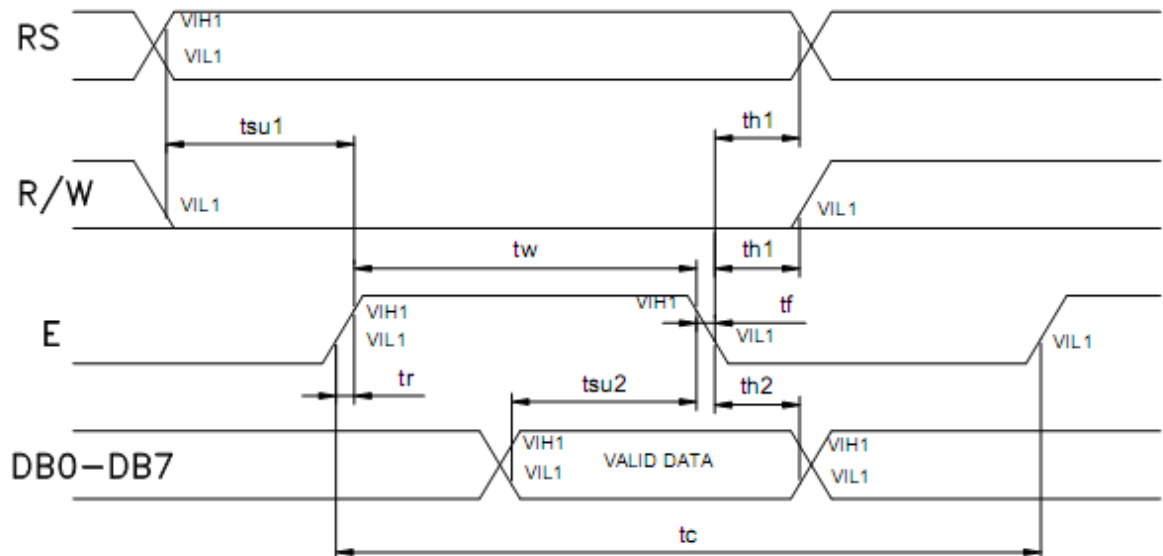 RS
VIH1
VIL1
tsu1
th1
R/W
VIL1
VIL1
tw
th1
E
VIH1
VIL1
VIH1
tf
VIL1
VIL1
tr
tsu2
th2
DB0-DB7
VIH1
VIL1
VALID DATA
VIH1
VIL1
tc